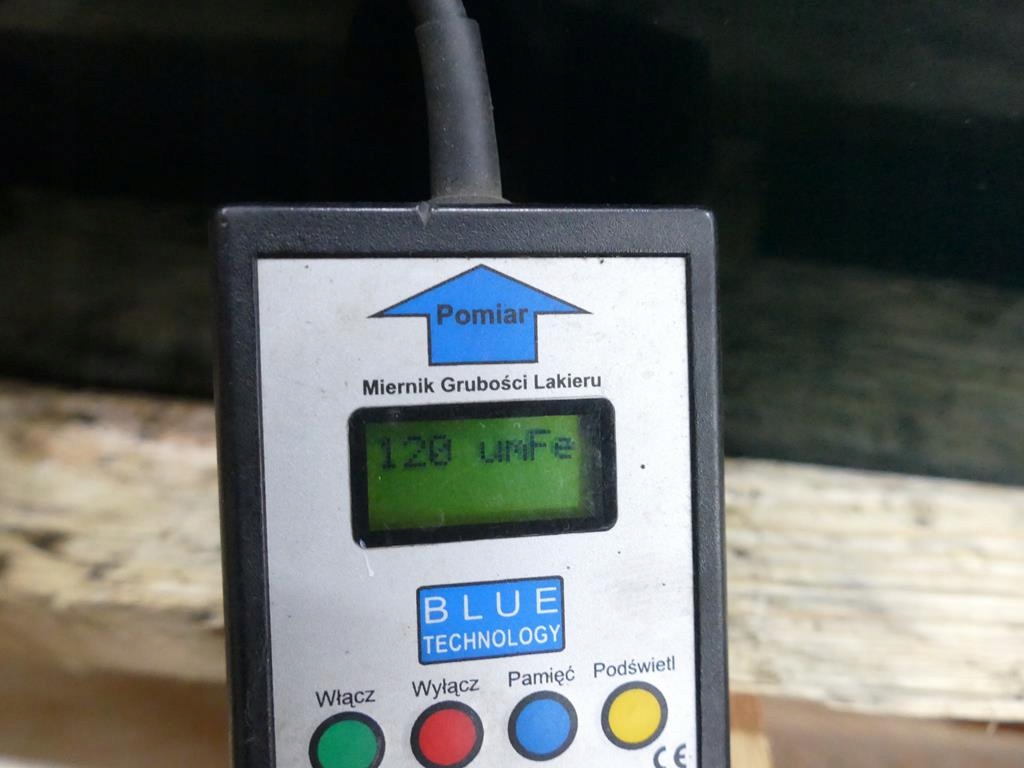 Pomiar
Miernik Grubości Lakieru
120 umFe
BLUE
TECHNOLOGY
Włącz Wyłącz Pamięć Podświetl
CE